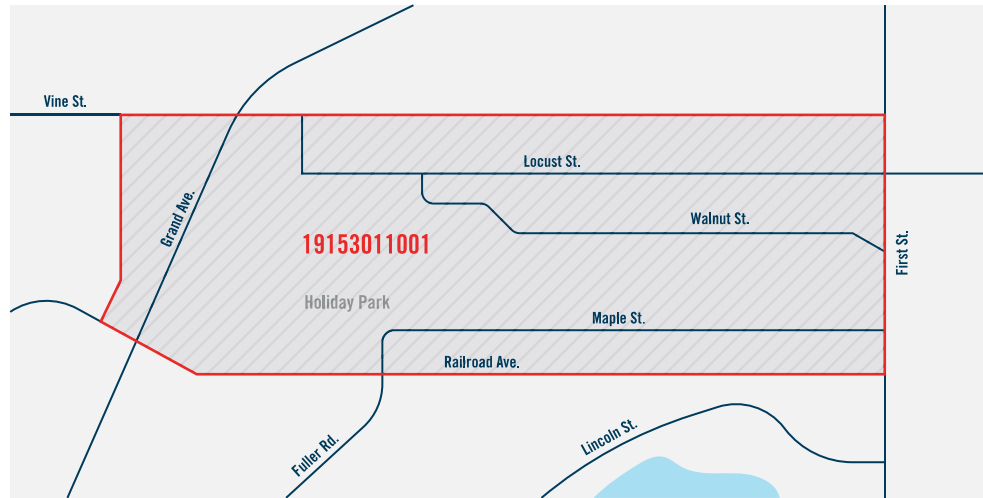 Vine St.
Locust St.
Grand Ave.
Walnut St.
19153011001
First St.
Holiday Park
Maple St.
Railroad Ave.
Fuller Rd.
Lincoln St.